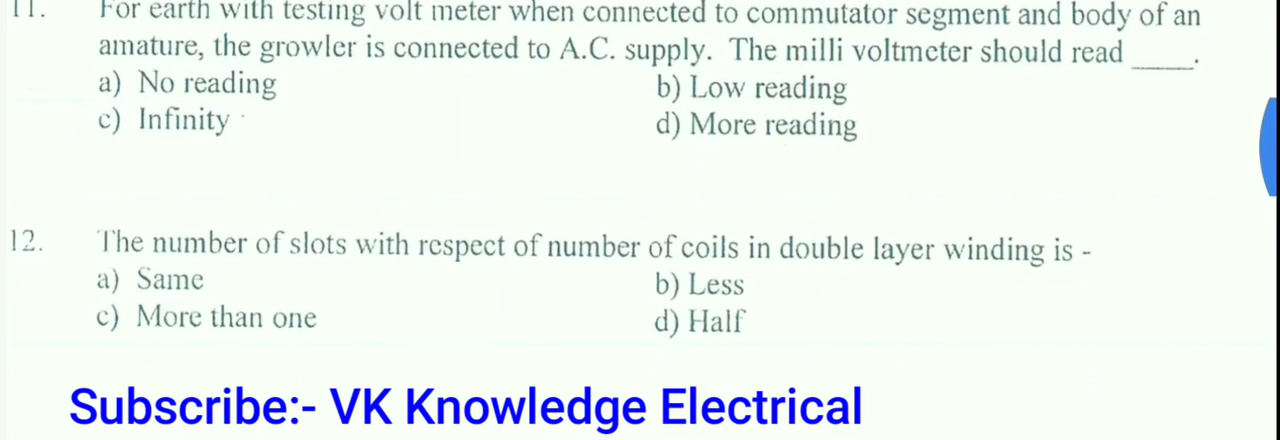 11. For earth with testing volt meter when connected to commutator segment and body of an
amature, the growler is connected to A.C. supply. The milli voltmeter should read _____.
a) No reading b) Low reading
c) Infinity d) More reading
12. The number of slots with respect of number of coils in double layer winding is -
a) Same b) Less
c) More than one d) Half
Subscribe:- VK Knowledge Electrical